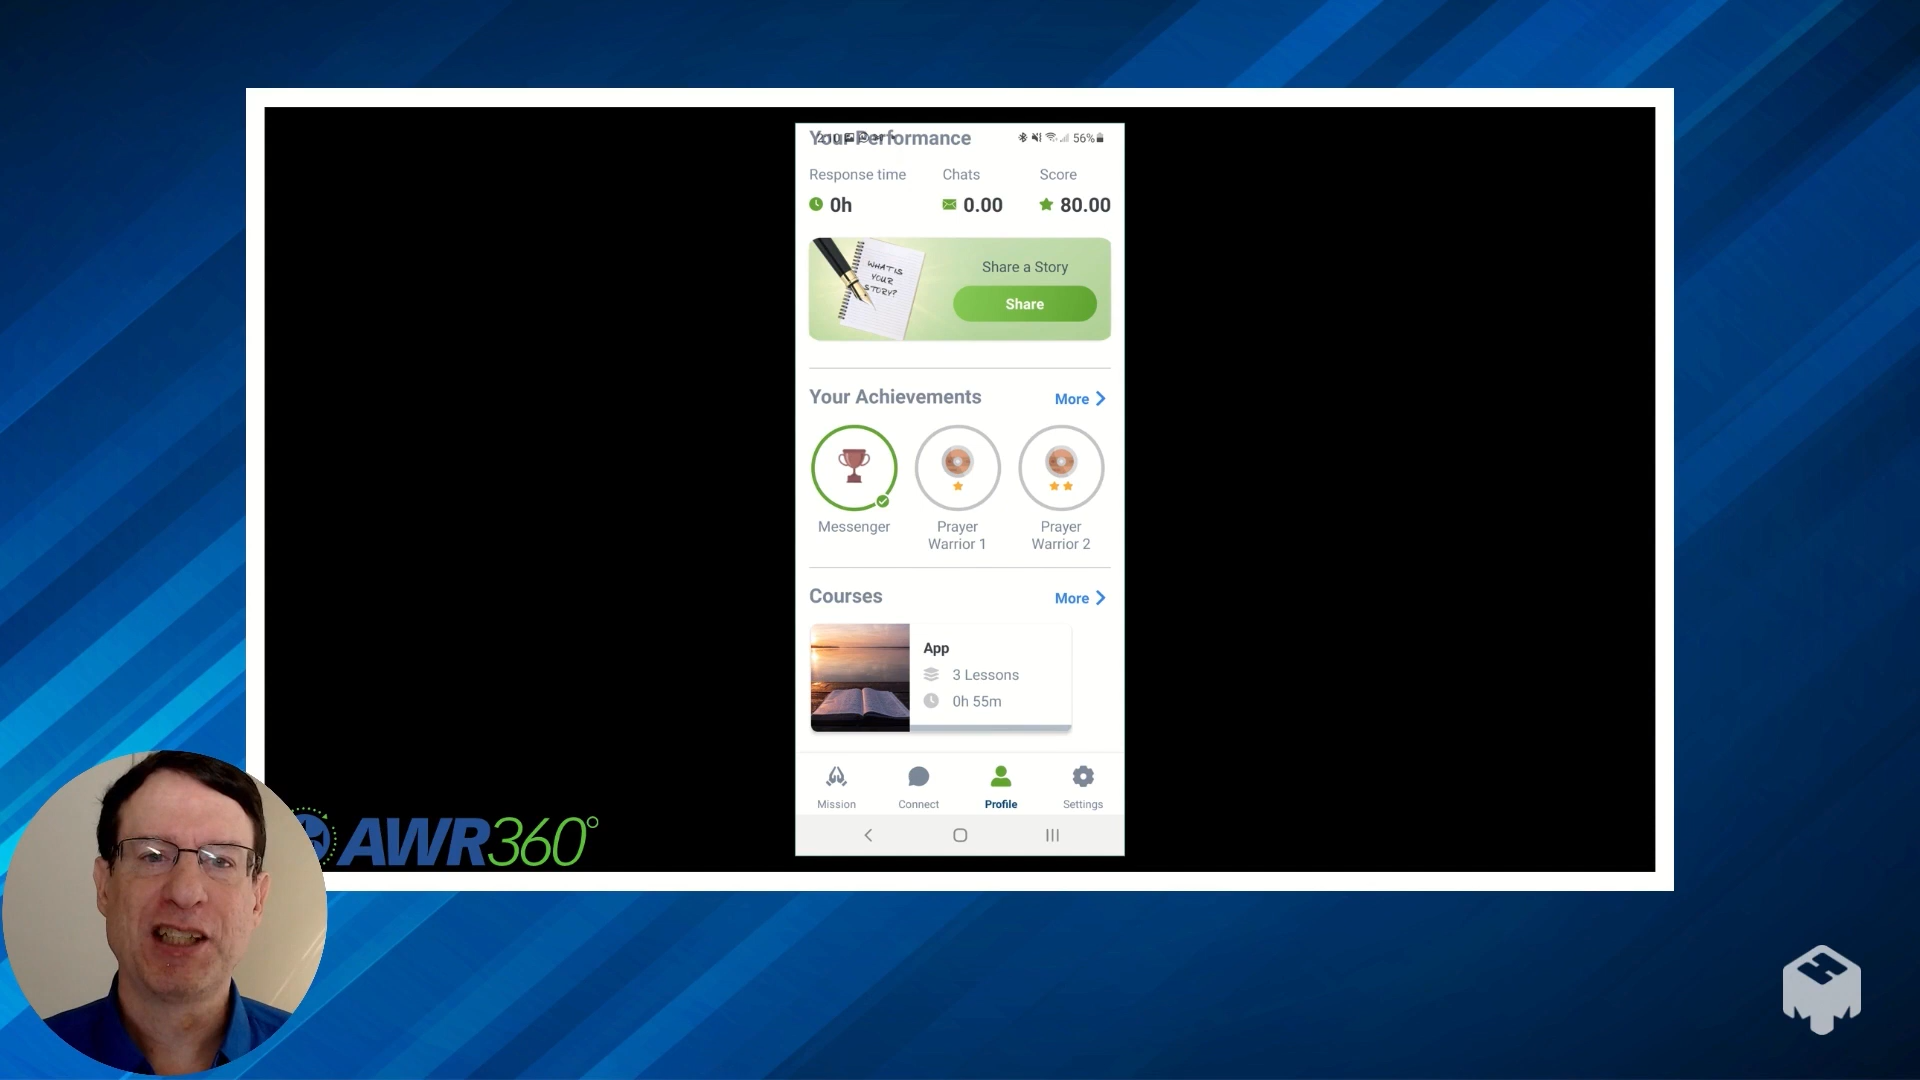 Your Performance
56%
Response time Chats Score
0h 0.00 80.00
WHAT IS
YOUR
STORY?
Share a Story
Share
Your Achievements More
Messenger Prayer Prayer
Warrior 1 Warrior 2
Courses More
App
3 Lessons
0h 55m
Mission Connect Profile Settings
AWR360°